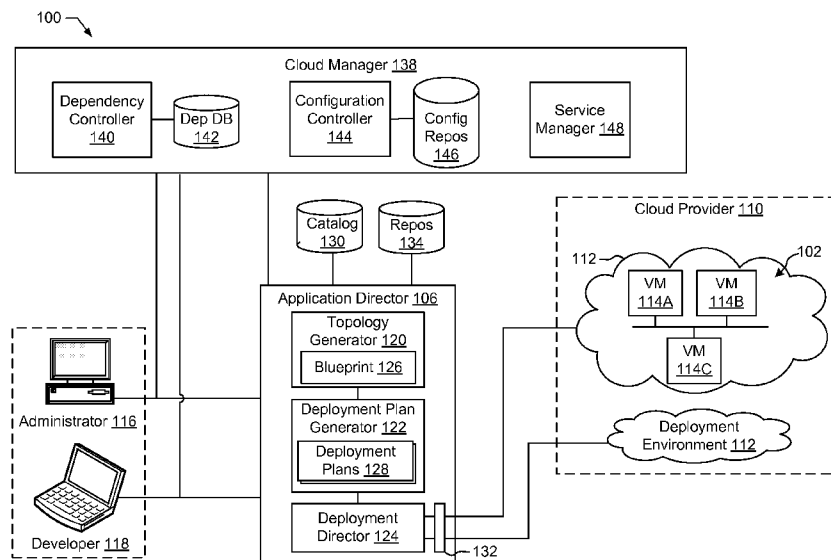 100
Cloud Manager 138
Dependency
Controller
140
Dep DB
142
Configuration
Controller
144
Config
Repos
146
Service
Manager 148
Catalog
130
Repos
134
Cloud Provider 110
112
102
VM
114A
VM
114B
VM
114C
Deployment
Environment 112
Application Director 106
Topology
Generator 120
Blueprint 126
Deployment Plan
Generator 122
Deployment
Plans 128
Deployment
Director 124
132
Administrator 116
Developer 118